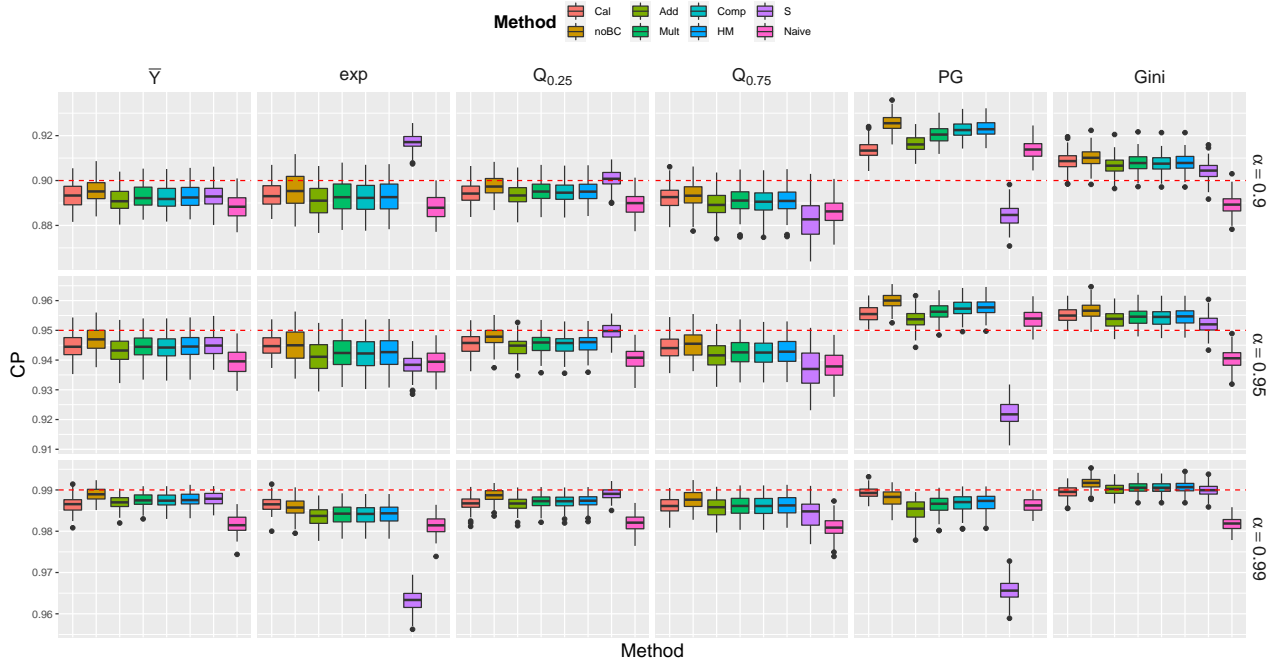 Method
Cal Add Comp S
noBC Mult HM Naive
Y̅ exp Q0.25 Q0.75 PG Gini
0.92
0.90
0.88
α = 0.9
0.96
0.95
0.94
0.93
0.92
0.91
α = 0.95
0.99
0.98
0.97
0.96
α = 0.99
CP
Method